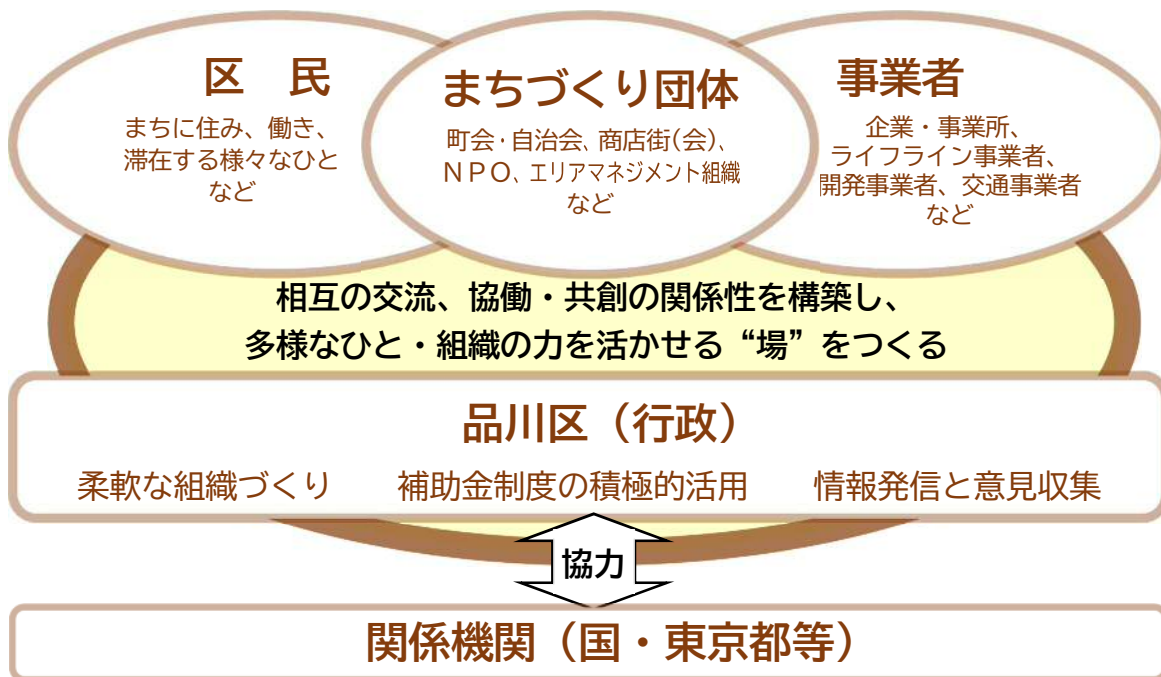 区　民
まちに住み、働き、
滞在する様々なひと
など
まちづくり団体
町会・自治会、商店街(会)、
ＮＰＯ、エリアマネジメント組織
など
事業者
企業・事業所、
ライフライン事業者、
開発事業者、交通事業者
など
相互の交流、協働・共創の関係性を構築し、
多様なひと・組織の力を活かせる“場”をつくる
品川区（行政）
柔軟な組織づくり　補助金制度の積極的活用　情報発信と意見収集
協力
関係機関（国・東京都等）